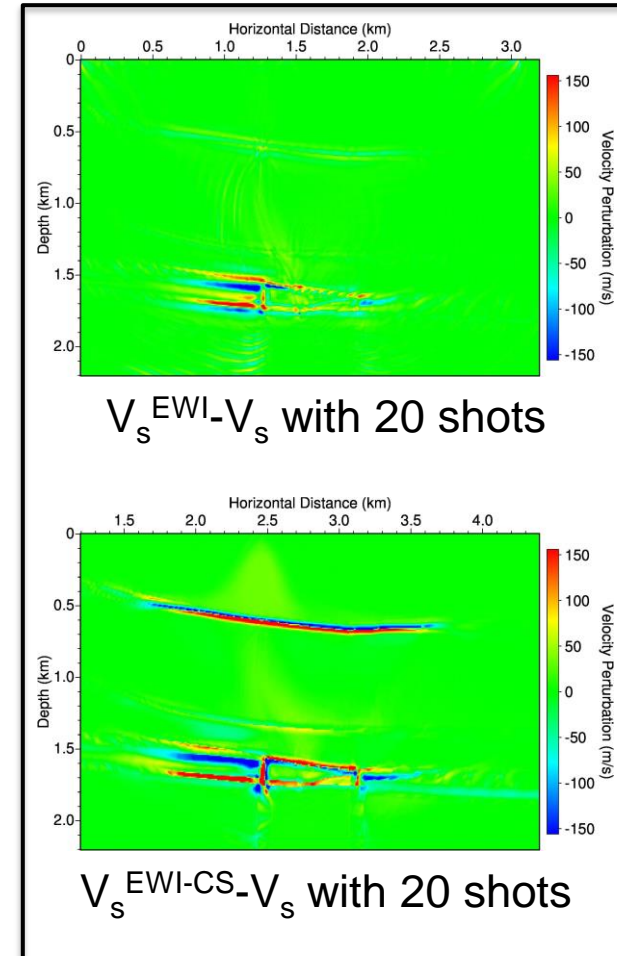 Horizontal Distance (km)
0 0.5 1.0 1.5 2.0 2.5 3.0
0
0.5
1.0
1.5
2.0
Depth (km)
150
100
50
0
-50
-100
-150
Velocity Perturbation (m/s)
Vs^EWI-Vs with 20 shots
Horizontal Distance (km)
1.5 2.0 2.5 3.0 3.5 4.0
0
0.5
1.0
1.5
2.0
Depth (km)
150
100
50
0
-50
-100
-150
Velocity Perturbation (m/s)
Vs^EWI-CS-Vs with 20 shots